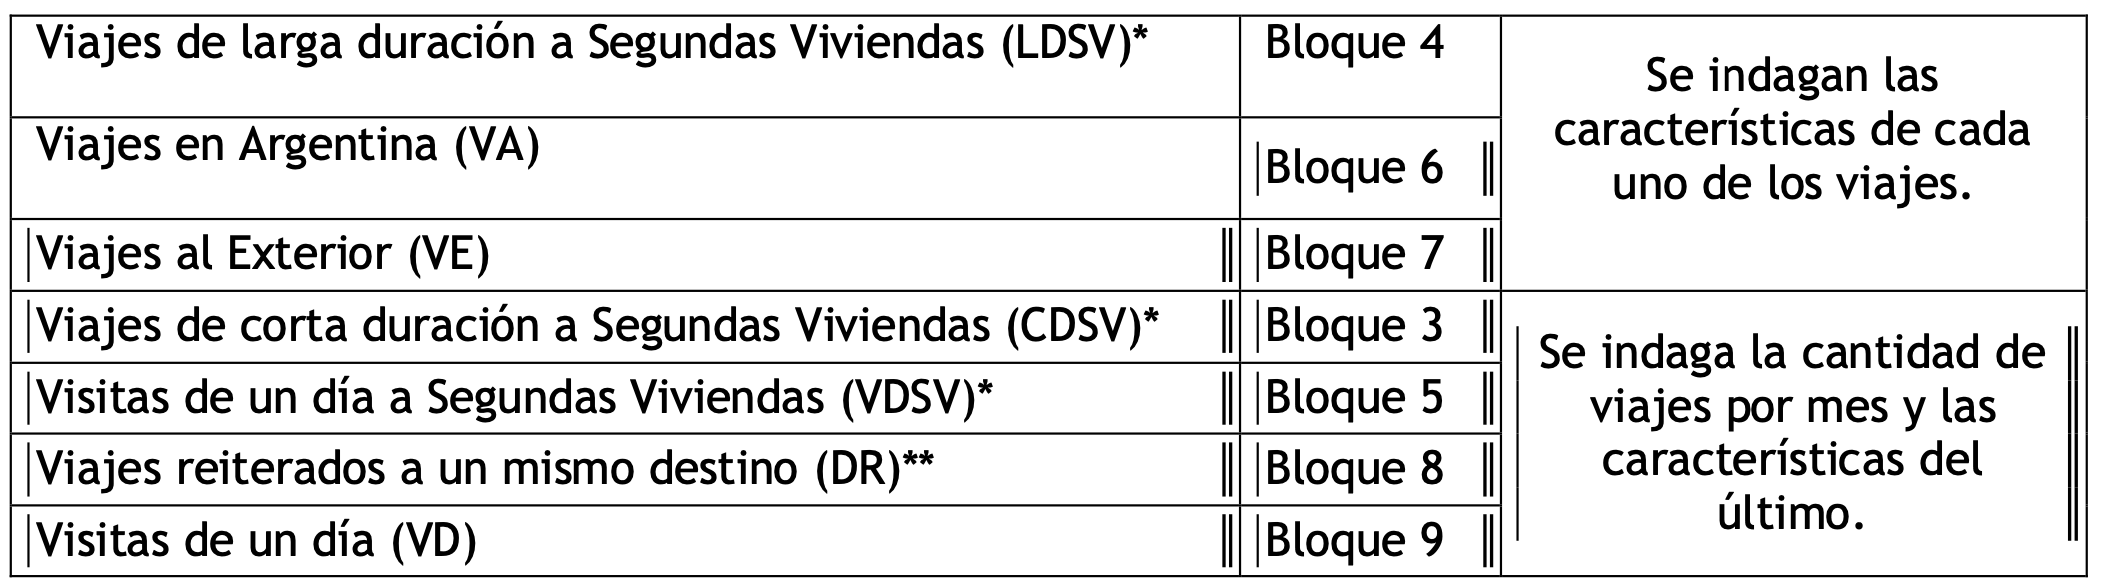 Viajes de larga duración a Segundas Viviendas (LDSV)* Bloque 4
Viajes en Argentina (VA) Bloque 6
Viajes al Exterior (VE) Bloque 7
Se indagan las
características de cada
uno de los viajes.
Viajes de corta duración a Segundas Viviendas (CDSV)* Bloque 3
Visitas de un día a Segundas Viviendas (VDSV)* Bloque 5
Viajes reiterados a un mismo destino (DR)** Bloque 8
Visitas de un día (VD) Bloque 9
Se indaga la cantidad de
viajes por mes y las
características del
último.